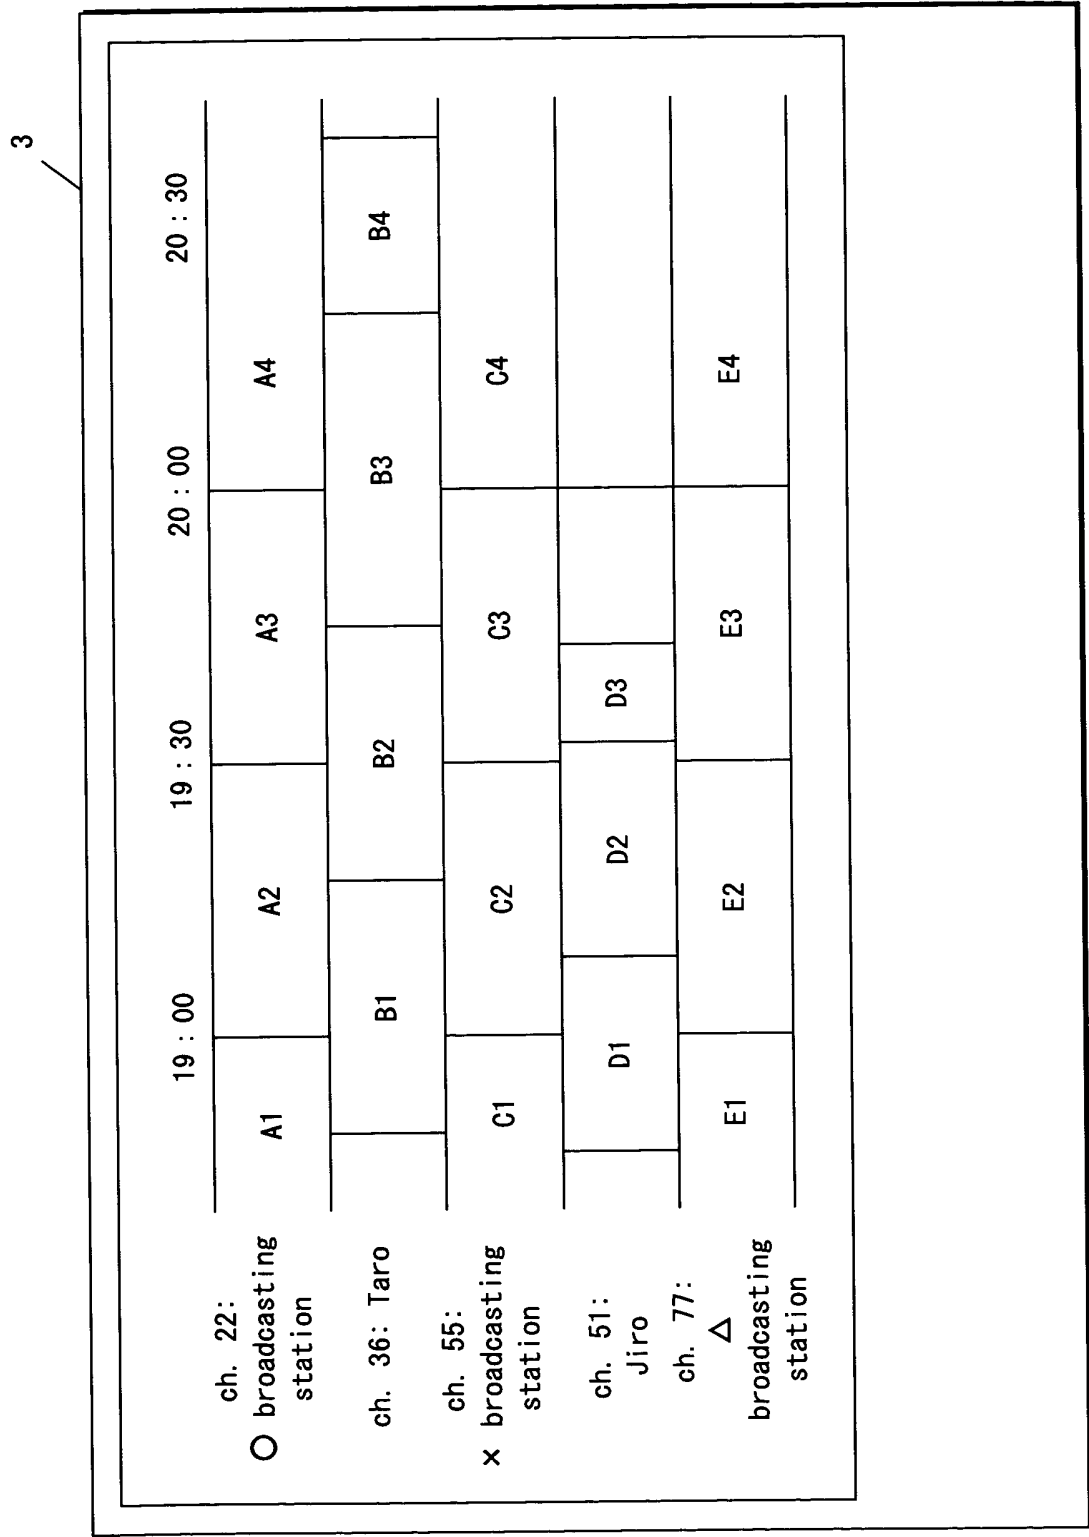 3
19:00 19:30 20:00 20:30
ch. 22:
○ broadcasting
station
A1 A2 A3 A4
ch. 36: Taro
B1 B2 B3 B4
ch. 55:
× broadcasting
station
C1 C2 C3 C4
ch. 51:
Jiro
D1 D2 D3
ch. 77:
△
broadcasting
station
E1 E2 E3 E4